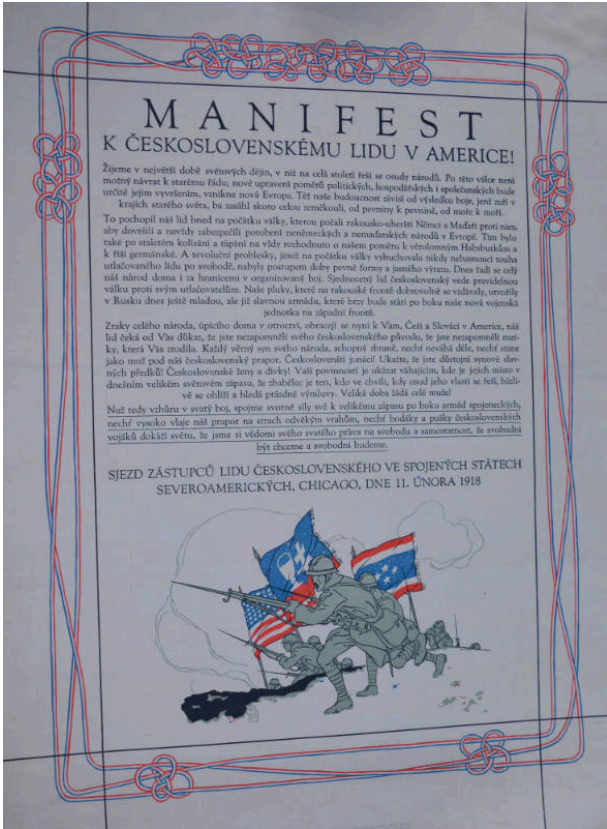 MANIFEST
K ČESKOSLOVENSKÉMU LIDU V AMERICE!
Žijeme v největší době světových dějin, v níž na celá století řeší se osudy národů. Po této válce není
možný návrat k starému řádu; nově upravená poměrů politických, hospodářských i společenských bude
určitě jejím vyvršením, vznikne nová Evropa. Též naše budoucnost závisí od výsledku boje, jenž zuří v
krajích starého světa, ba zasáhl skoro celou zeměkouli, od pevniny k pevnině, od moře k moři.
To pochopil náš lid hned na počátku války, kterou počali rakousko-uherští Němci a Maďaři proti nám,
aby dovršili a navždy zabezpečili porobení neněmeckých a nemaďarských národů v Evropě. Tím bylo
také po staletém kolísání a tápání na vždy rozhodnuto o našem poměru k věrolomným Habsburkům a
k říši germánské. A revoluční problesky, jimiž na počátku války vybuchovala nikdy nehasnoucí touha
utlačovaného lidu po svobodě, nabyly postupem doby pevné formy a jasného výrazu. Dnes řadí se celý
náš národ doma i za hranicemi v organisovaný boj. Sjednocený lid československý vede pravidelnou
válku proti svým utlačovatelům. Naše pluky, které na rakouské frontě dobrovolně se vzdávaly, utvořily
v Rusku dnes ještě mladou, ale již slavnou armádu, které brzy bude státi po boku naše nová vojenská
jednotka na západní frontě.
Zraky celého národa, úpícího doma v otroctví, obracejí se nyní k Vám, Češi a Slováci v Americe, náš
lid čeká od Vás důkaz, že jste nezapomněli svého československého původu, že jste nezapomněli mat-
ky, která Vás zrodila. Každý věrný syn svého národa, schopný zbraně, nechť neváhá déle, nechť stane
jako muž pod náš československý prapor. Českoslovenští junáci! Ukažte, že jste důstojní synové slav-
ných předků! Československé ženy a dívky! Vaší povinností je ukázat váhajícím, kde je jejich místo v
dnešním velikém světovém zápasu, že zbabělec je ten, kdo ve chvíli, kdy osud jeho vlasti se řeší, bázli-
vě se ohlíží a hledá prázdné výmluvy. Veliká doba žádá celé muže!
Nuž tedy vzhůru v svatý boj, spojme svorně síly své k velikému zápasu po boku armád spojeneckých,
nechť vysoko vlaje náš prapor na strach odvěkým vrahům, nechť bodáky a pušky československých
vojáků dokáží světu, že jsme si vědomi svého svatého práva na svobodu a samostatnost, že svobodni
být chceme a svobodni budeme.
SJEZD ZÁSTUPCŮ LIDU ČESKOSLOVENSKÉHO VE SPOJENÝCH STÁTECH
SEVEROAMERICKÝCH. CHICAGO, DNE 11. ÚNORA 1918